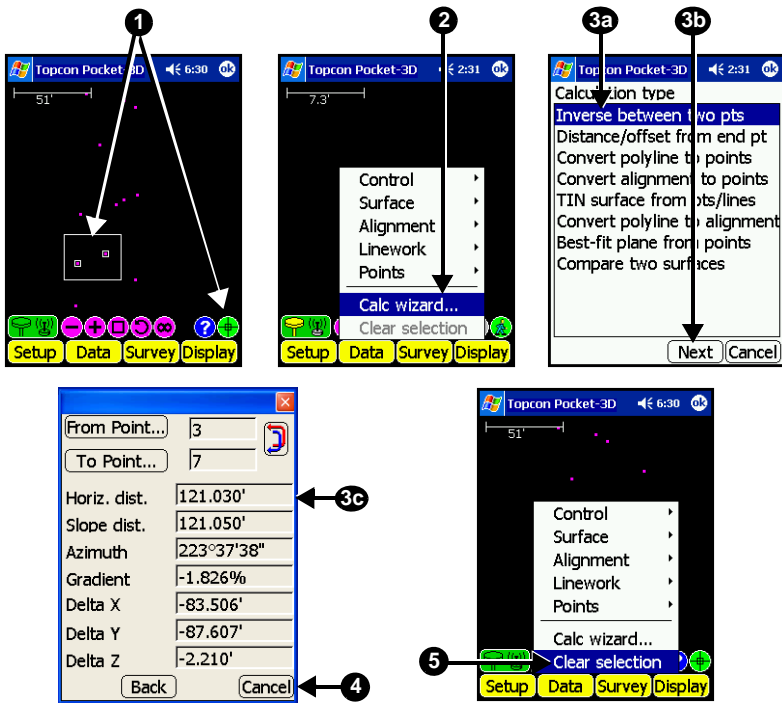 1
2
3a
3b
Topcon Pocket-3D 6:30 ok
51'
Setup Data Survey Display
Topcon Pocket-3D 2:31 ok
7.3'
Control
Surface
Alignment
Linework
Points
Calc wizard...
Clear selection
Setup Data Survey Display
Topcon Pocket-3D 2:31 ok
Calculation type
Inverse between two pts
Distance/offset from end pt
Convert polyline to points
Convert alignment to points
TIN surface from pts/lines
Convert polyline to alignment
Best-fit plane from points
Compare two surfaces
Next Cancel
From Point... 3
To Point... 7
Horiz. dist. 121.030'
3c
Slope dist. 121.050'
Azimuth 223°37'38"
Gradient -1.826%
Delta X -83.506'
Delta Y -87.607'
Delta Z -2.210'
Back Cancel
4
Topcon Pocket-3D 6:30 ok
51'
Control
Surface
Alignment
Linework
Points
Calc wizard...
5
Clear selection
Setup Data Survey Display